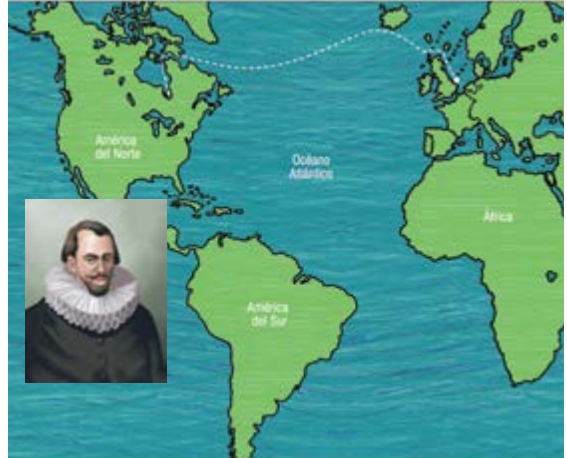 América
del Norte
Océano
Atlántico
África
América
del Sur